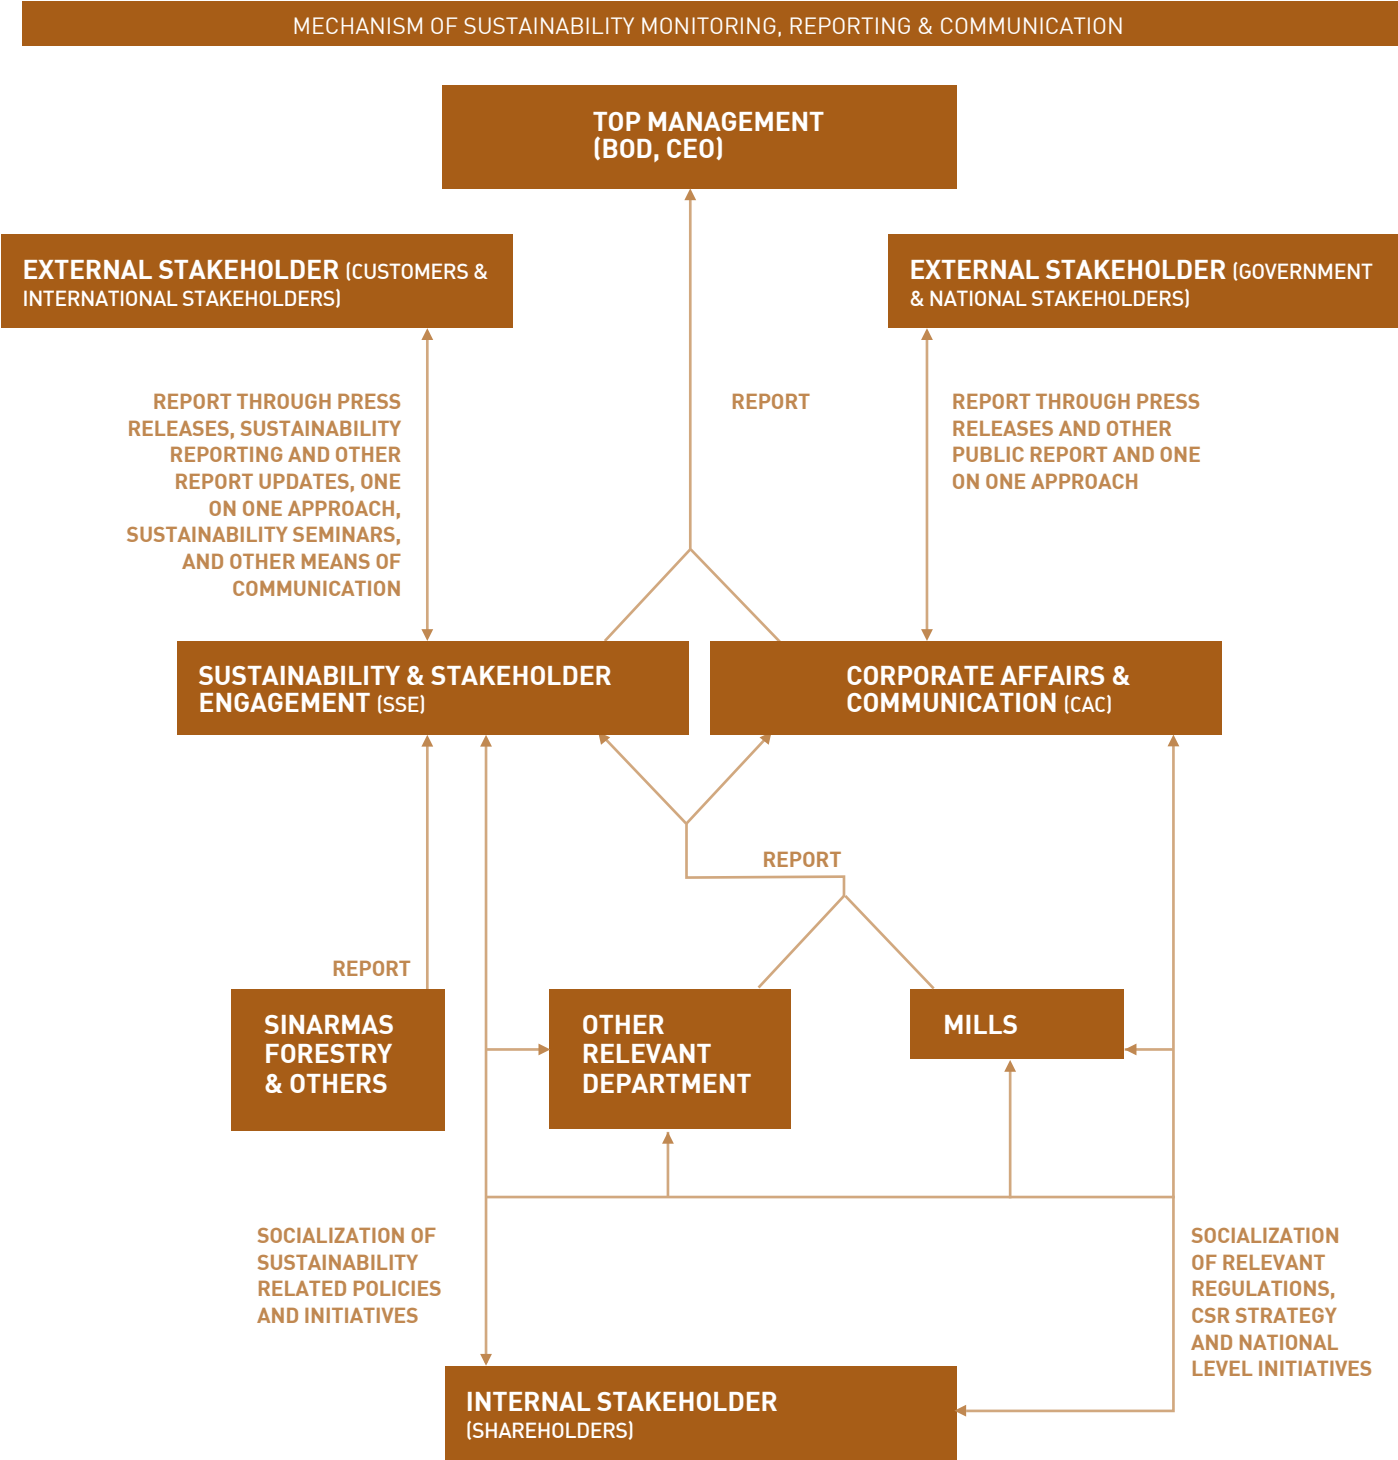 MECHANISM OF SUSTAINABILITY MONITORING, REPORTING & COMMUNICATION
TOP MANAGEMENT
(BOD, CEO)
EXTERNAL STAKEHOLDER (CUSTOMERS &
INTERNATIONAL STAKEHOLDERS)
EXTERNAL STAKEHOLDER (GOVERNMENT
& NATIONAL STAKEHOLDERS)
REPORT THROUGH PRESS
RELEASES, SUSTAINABILITY
REPORTING AND OTHER
REPORT UPDATES, ONE
ON ONE APPROACH,
SUSTAINABILITY SEMINARS,
AND OTHER MEANS OF
COMMUNICATION
REPORT
REPORT THROUGH PRESS
RELEASES AND OTHER
PUBLIC REPORT AND ONE
ON ONE APPROACH
SUSTAINABILITY & STAKEHOLDER
ENGAGEMENT (SSE)
CORPORATE AFFAIRS &
COMMUNICATION (CAC)
REPORT
REPORT
SINARMAS
FORESTRY
& OTHERS
OTHER
RELEVANT
DEPARTMENT
MILLS
SOCIALIZATION OF
SUSTAINABILITY
RELATED POLICIES
AND INITIATIVES
SOCIALIZATION
OF RELEVANT
REGULATIONS,
CSR STRATEGY
AND NATIONAL
LEVEL INITIATIVES
INTERNAL STAKEHOLDER
(SHAREHOLDERS)